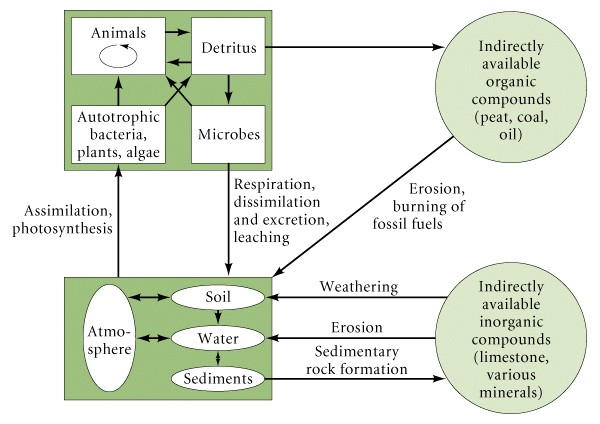 Animals
Detritus
Autotrophic
bacteria,
plants, algae
Microbes
Indirectly
available
organic
compounds
(peat, coal,
oil)
Assimilation,
photosynthesis
Respiration,
dissimilation
and excretion,
leaching
Erosion,
burning of
fossil fuels
Atmo-
sphere
Soil
Water
Sediments
Weathering
Erosion
Sedimentary
rock formation
Indirectly
available
inorganic
compounds
(limestone,
various
minerals)